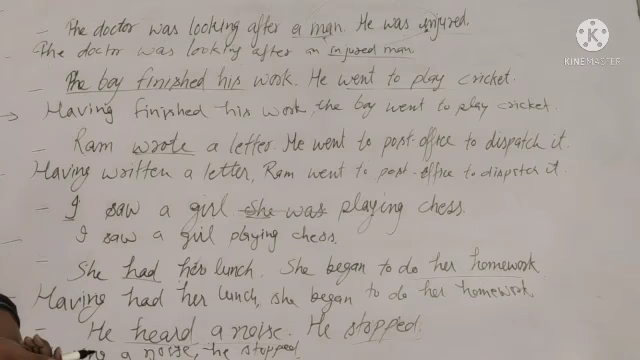 The doctor was looking after a man. He was injured.
The doctor was looking after an injured man.
The boy finished his work. He went to play cricket.
Having finished his work, the boy went to play cricket.
Ram wrote a letter. He went to post-office to dispatch it.
Having written a letter, Ram went to post-office to dispatch it.
I saw a girl She was playing chess.
I saw a girl playing chess.
She had her lunch. She began to do her homework
Having had her lunch, she began to do her homework
He heard a noise. He stopped.
a noise, he stopped.
KINEMASTER